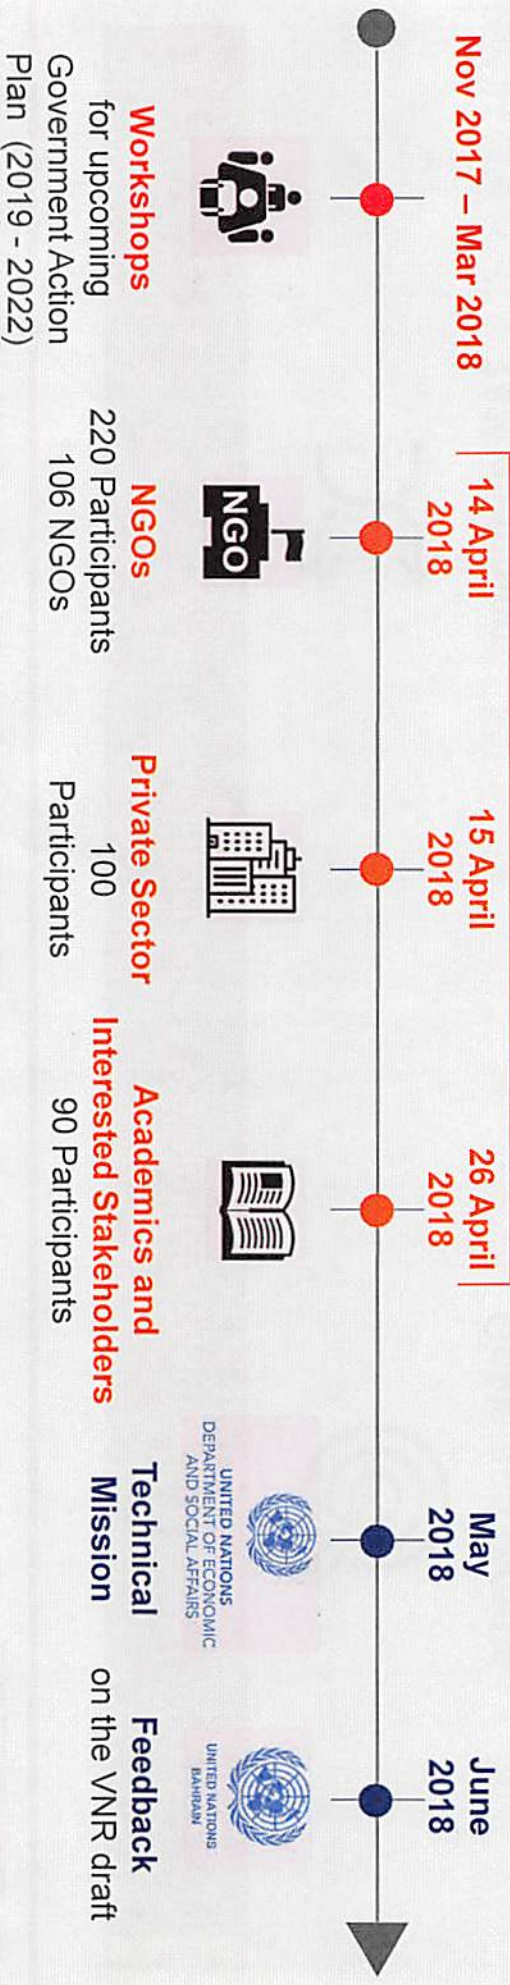 Nov 2017 – Mar 2018
Workshops
for upcoming
Government Action
Plan (2019 - 2022)
14 April
2018
NGO
NGOs
220 Participants
106 NGOs
15 April
2018
Private Sector
100
Participants
26 April
2018
Academics and
Interested Stakeholders
90 Participants
May
2018
UNITED NATIONS
DEPARTMENT OF ECONOMIC
AND SOCIAL AFFAIRS
Technical
Mission
June
2018
UNITED NATIONS
BAHRAIN
Feedback
on the VNR draft